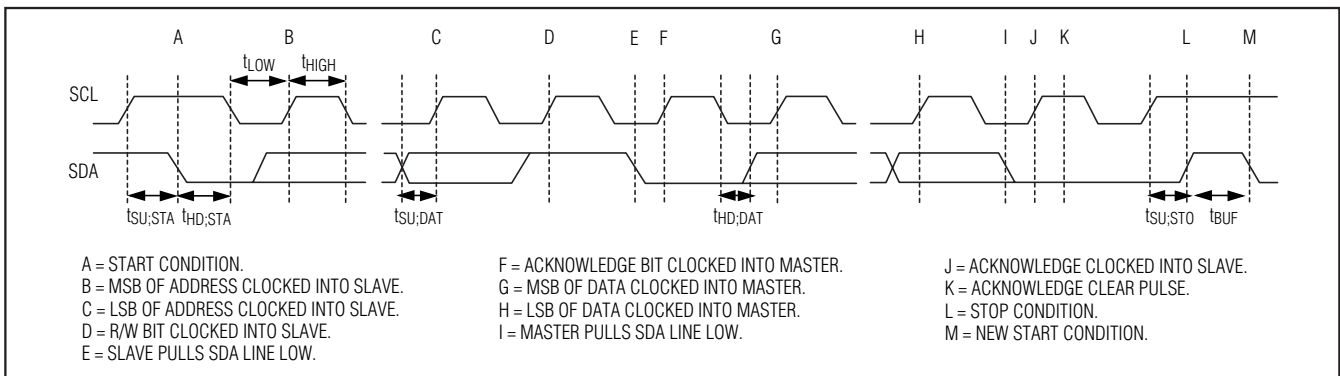 A B C D E F G H I J K L M
tLOW tHIGH
SCL
SDA
tSU;STA tHD;STA tSU;DAT tHD;DAT tSU;STO tBUF
A = START CONDITION.
B = MSB OF ADDRESS CLOCKED INTO SLAVE.
C = LSB OF ADDRESS CLOCKED INTO SLAVE.
D = R/W BIT CLOCKED INTO SLAVE.
E = SLAVE PULLS SDA LINE LOW.
F = ACKNOWLEDGE BIT CLOCKED INTO MASTER.
G = MSB OF DATA CLOCKED INTO MASTER.
H = LSB OF DATA CLOCKED INTO MASTER.
I = MASTER PULLS SDA LINE LOW.
J = ACKNOWLEDGE CLOCKED INTO SLAVE.
K = ACKNOWLEDGE CLEAR PULSE.
L = STOP CONDITION.
M = NEW START CONDITION.